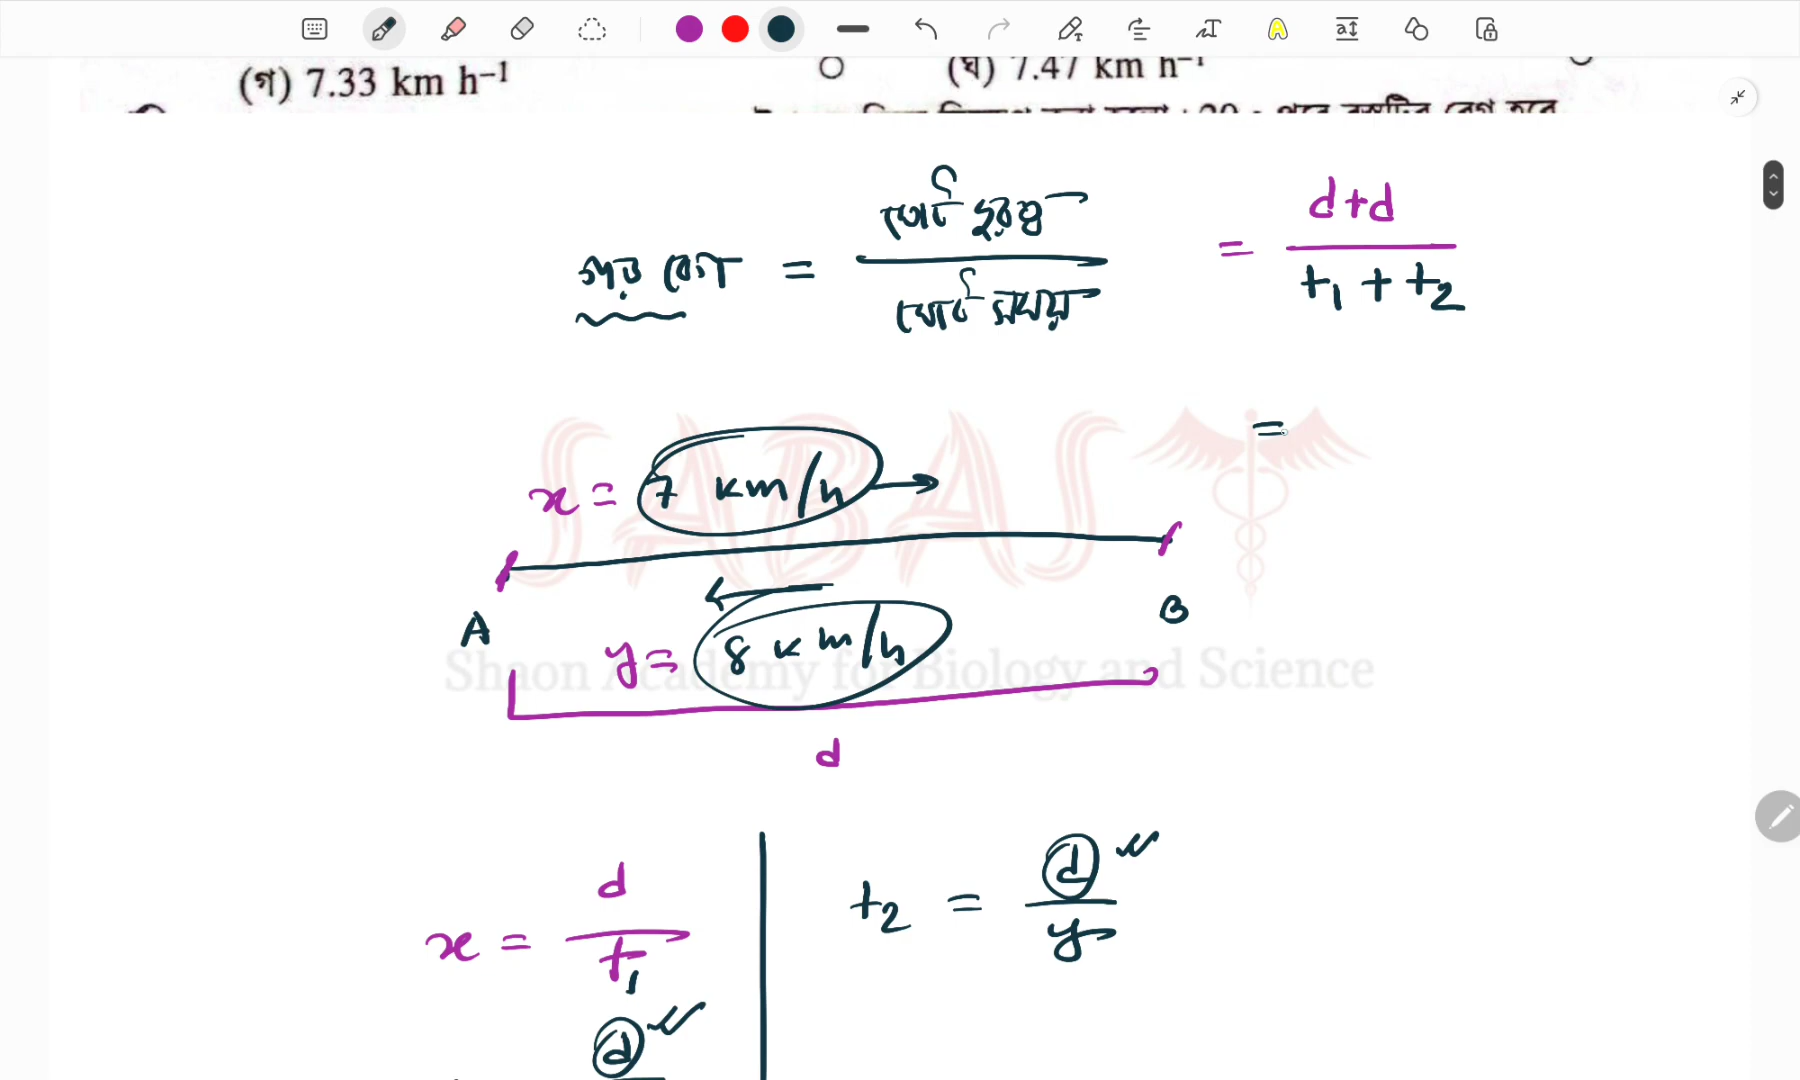 (গ) 7.33 km h⁻¹ (ঘ) 7.47 km h⁻¹
গড় বেগ = মোট দূরত্ব / মোট সময় = d+d / t₁ + t₂
=
x = 7 km/h
A B
y = 8 km/h
SABAS
Shaon Academy for Biology and Science
d
x = d / t₁
t₂ = d / y
d